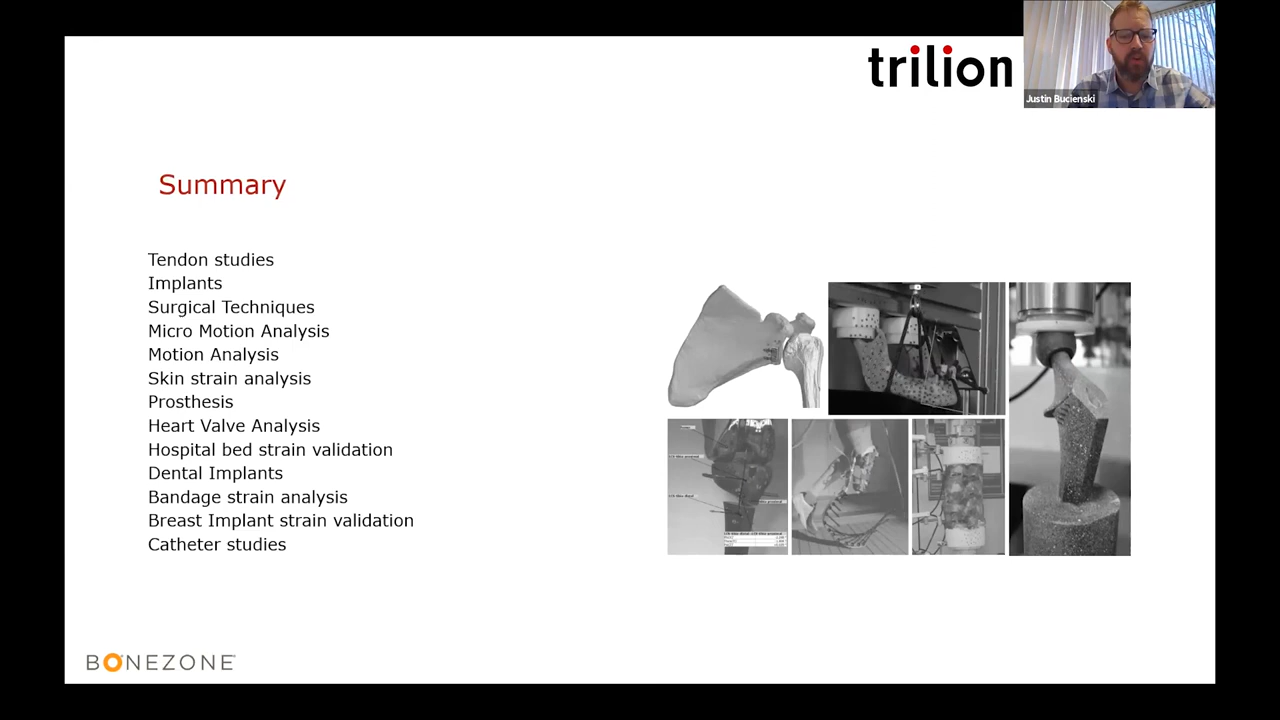 trilion
Justin Bucienski
Summary
Tendon studies
Implants
Surgical Techniques
Micro Motion Analysis
Motion Analysis
Skin strain analysis
Prosthesis
Heart Valve Analysis
Hospital bed strain validation
Dental Implants
Bandage strain analysis
Breast Implant strain validation
Catheter studies
BONEZONE